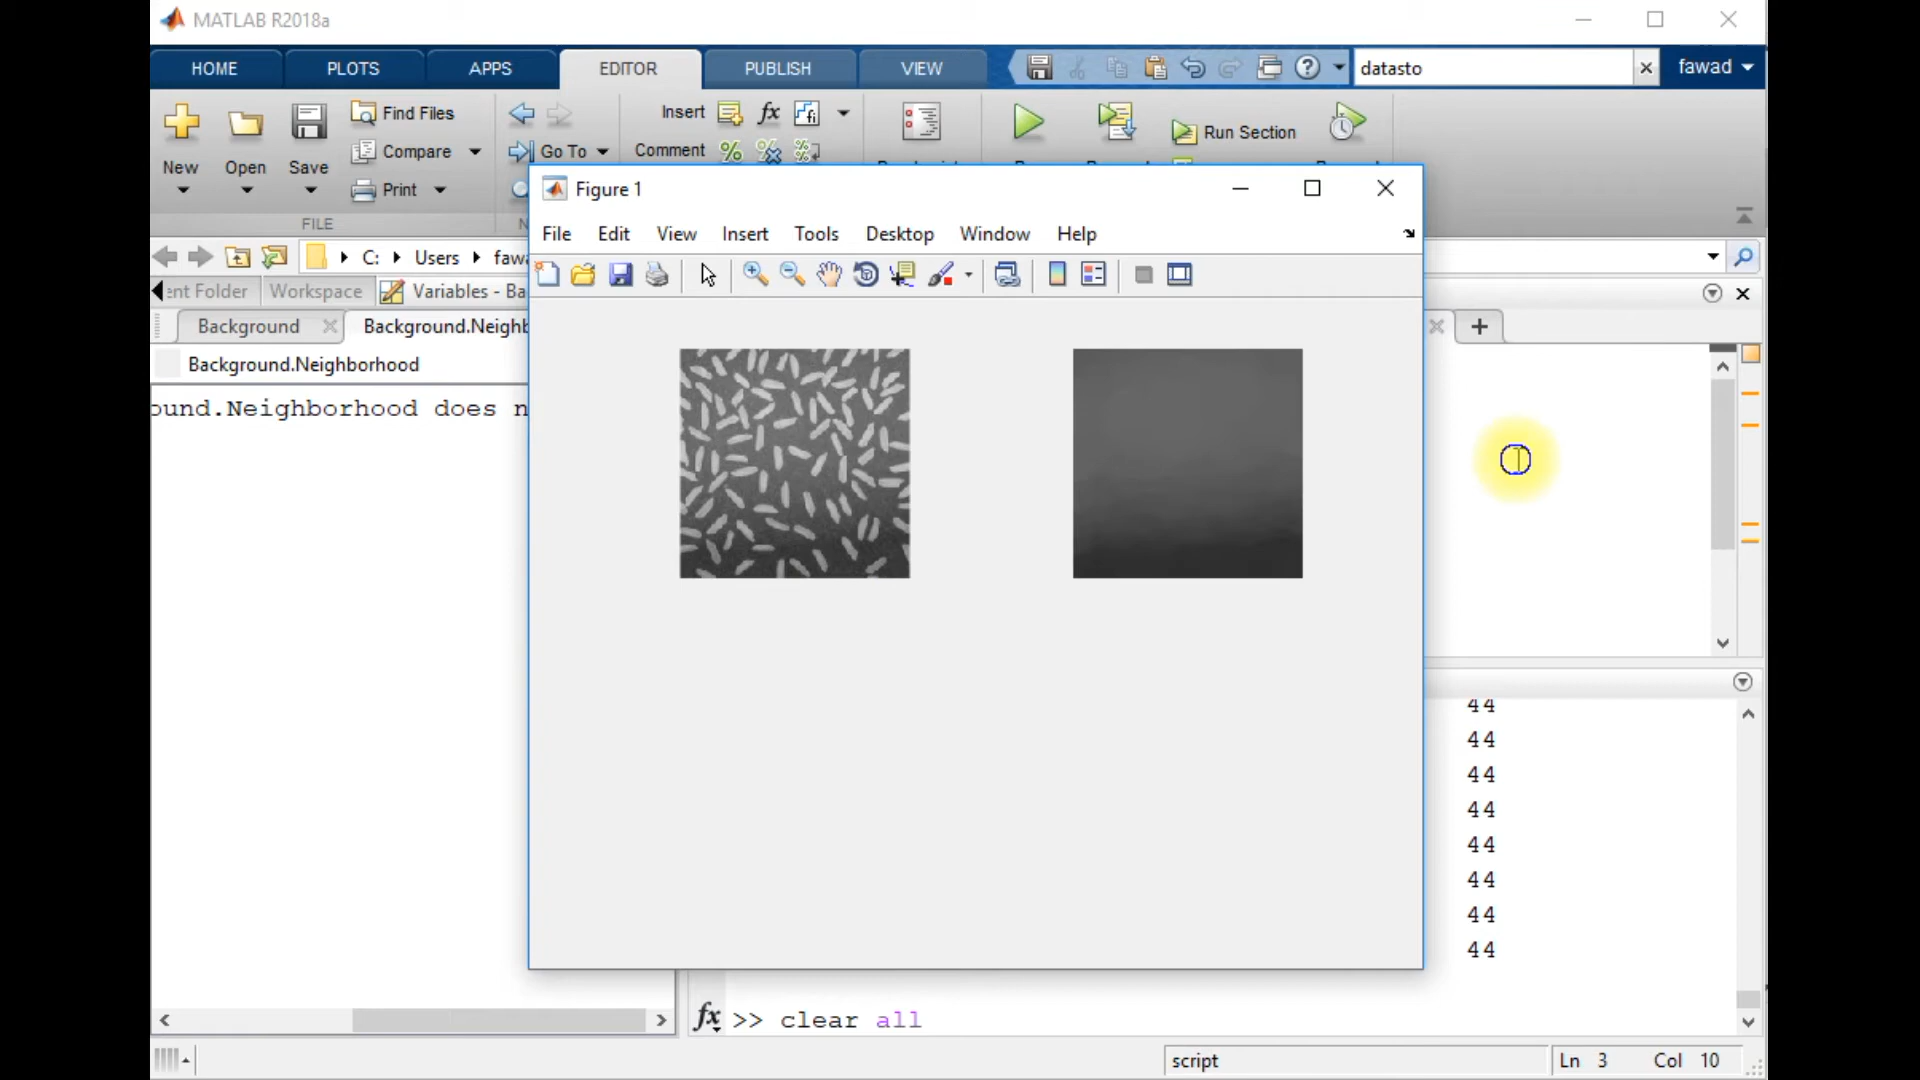 MATLAB R2018a
HOME PLOTS APPS EDITOR PUBLISH VIEW datasto fawad
Find Files Insert fx
Compare Go To Comment Run Section
New Open Save
Print
FILE
Figure 1
File Edit View Insert Tools Desktop Window Help
C: Users
ent Folder Workspace Variables - Ba
Background
Background.Neighb
Background.Neighborhood
ound.Neighborhood does n
44
44
44
44
44
44
44
44
fx >> clear all
script Ln 3 Col 10